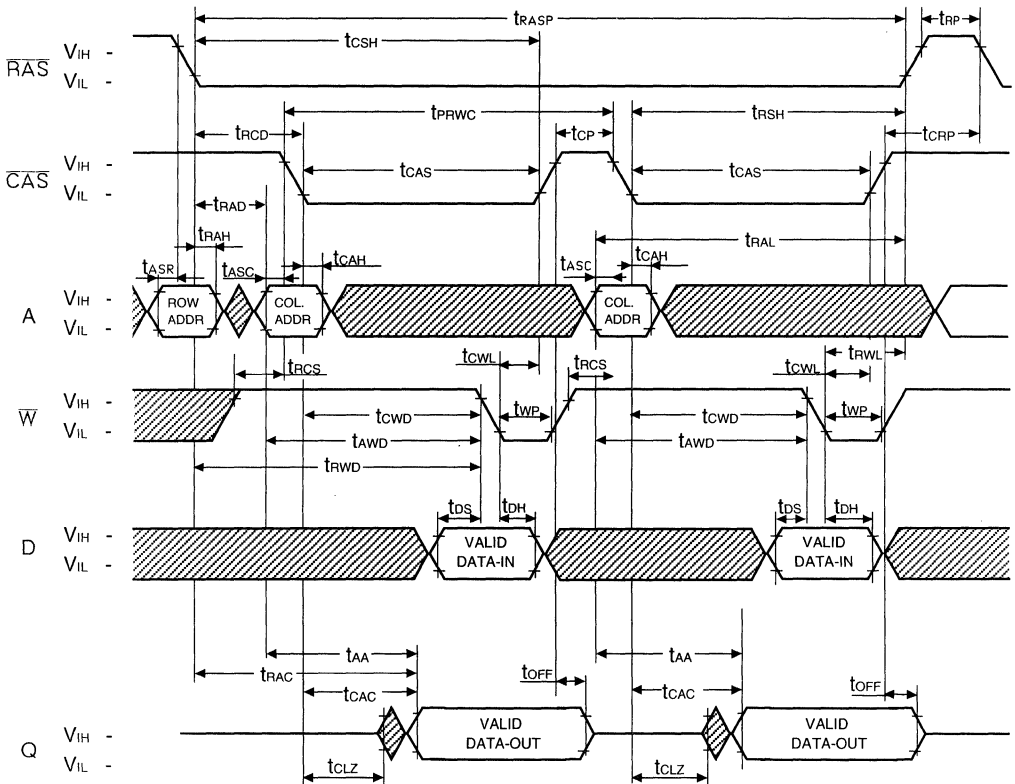 tRASP
tRP
tCSH
RAS
VIH -
VIL -
tPRWC
tRSH
tRCD
tCP
tCRP
CAS
VIH -
VIL -
tCAS
tCAS
tRAD
tRAH
tRAL
tASR
tASC
tCAH
tASC
tCAH
A
VIH -
VIL -
ROW ADDR
COL. ADDR
COL. ADDR
tRWL
tRCS
tCWL
tRCS
tCWL
W
VIH -
VIL -
tCWD
tWP
tCWD
tWP
tAWD
tAWD
tRWD
tDS
tDH
tDS
tDH
D
VIH -
VIL -
VALID DATA-IN
VALID DATA-IN
tAA
tAA
tRAC
tOFF
tOFF
tCAC
tCAC
Q
VIH -
VIL -
VALID DATA-OUT
VALID DATA-OUT
tCLZ
tCLZ